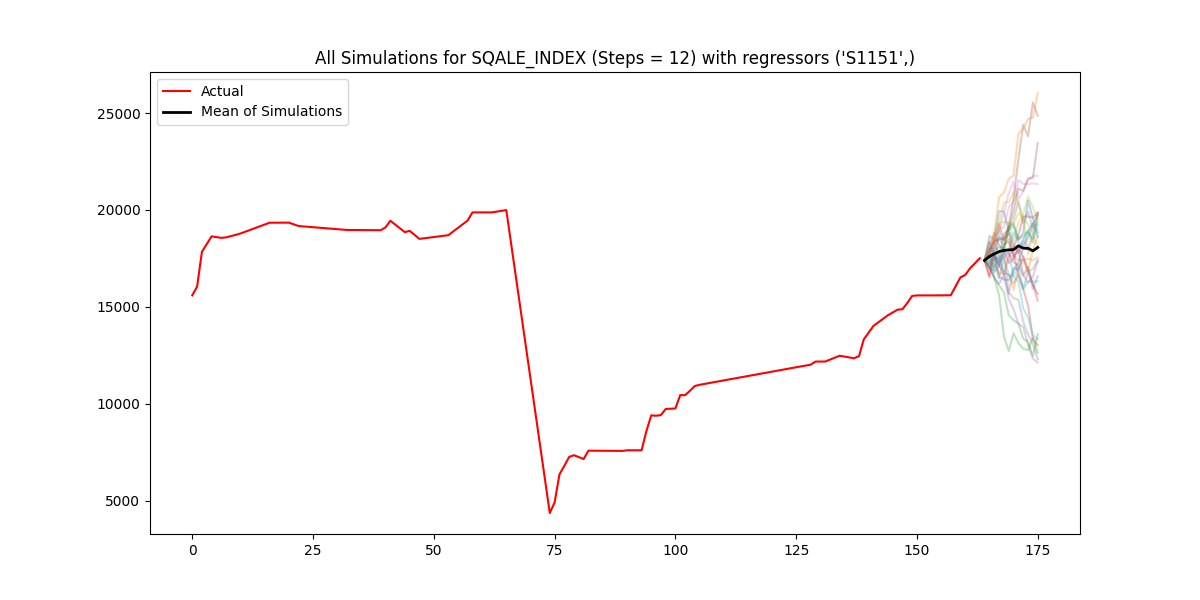 All Simulations for SQALE_INDEX (Steps = 12) with regressors ('S1151',)
Actual
Mean of Simulations
25000
20000
15000
10000
5000
0 25 50 75 100 125 150 175